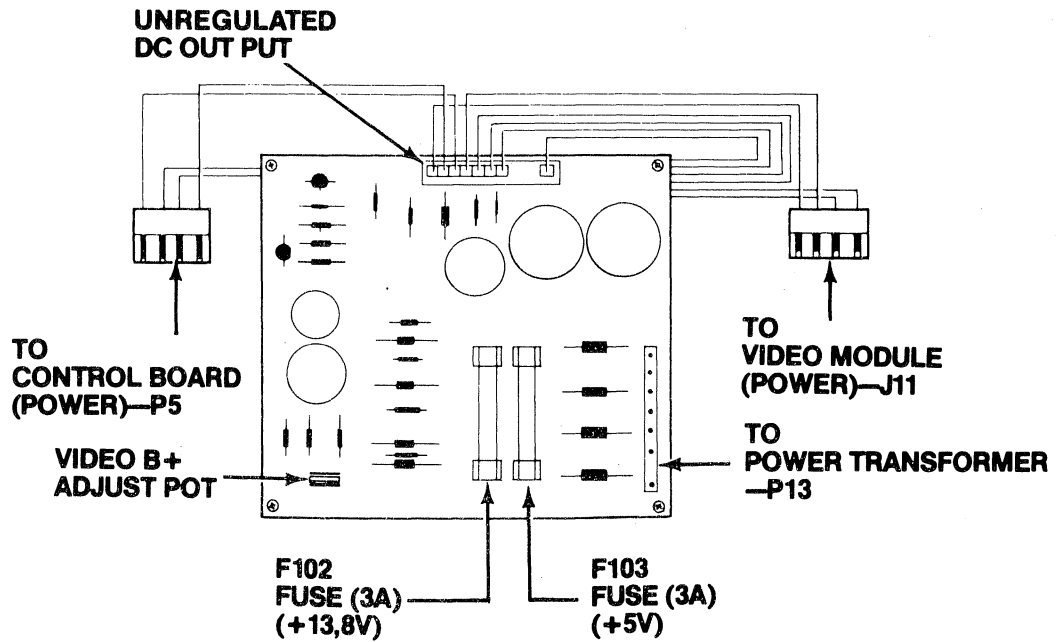 UNREGULATED
DC OUT PUT
TO
CONTROL BOARD
(POWER)—P5
VIDEO B+
ADJUST POT
TO
VIDEO MODULE
(POWER)—J11
TO
POWER TRANSFORMER
—P13
F102
FUSE (3A)
(+13,8V)
F103
FUSE (3A)
(+5V)